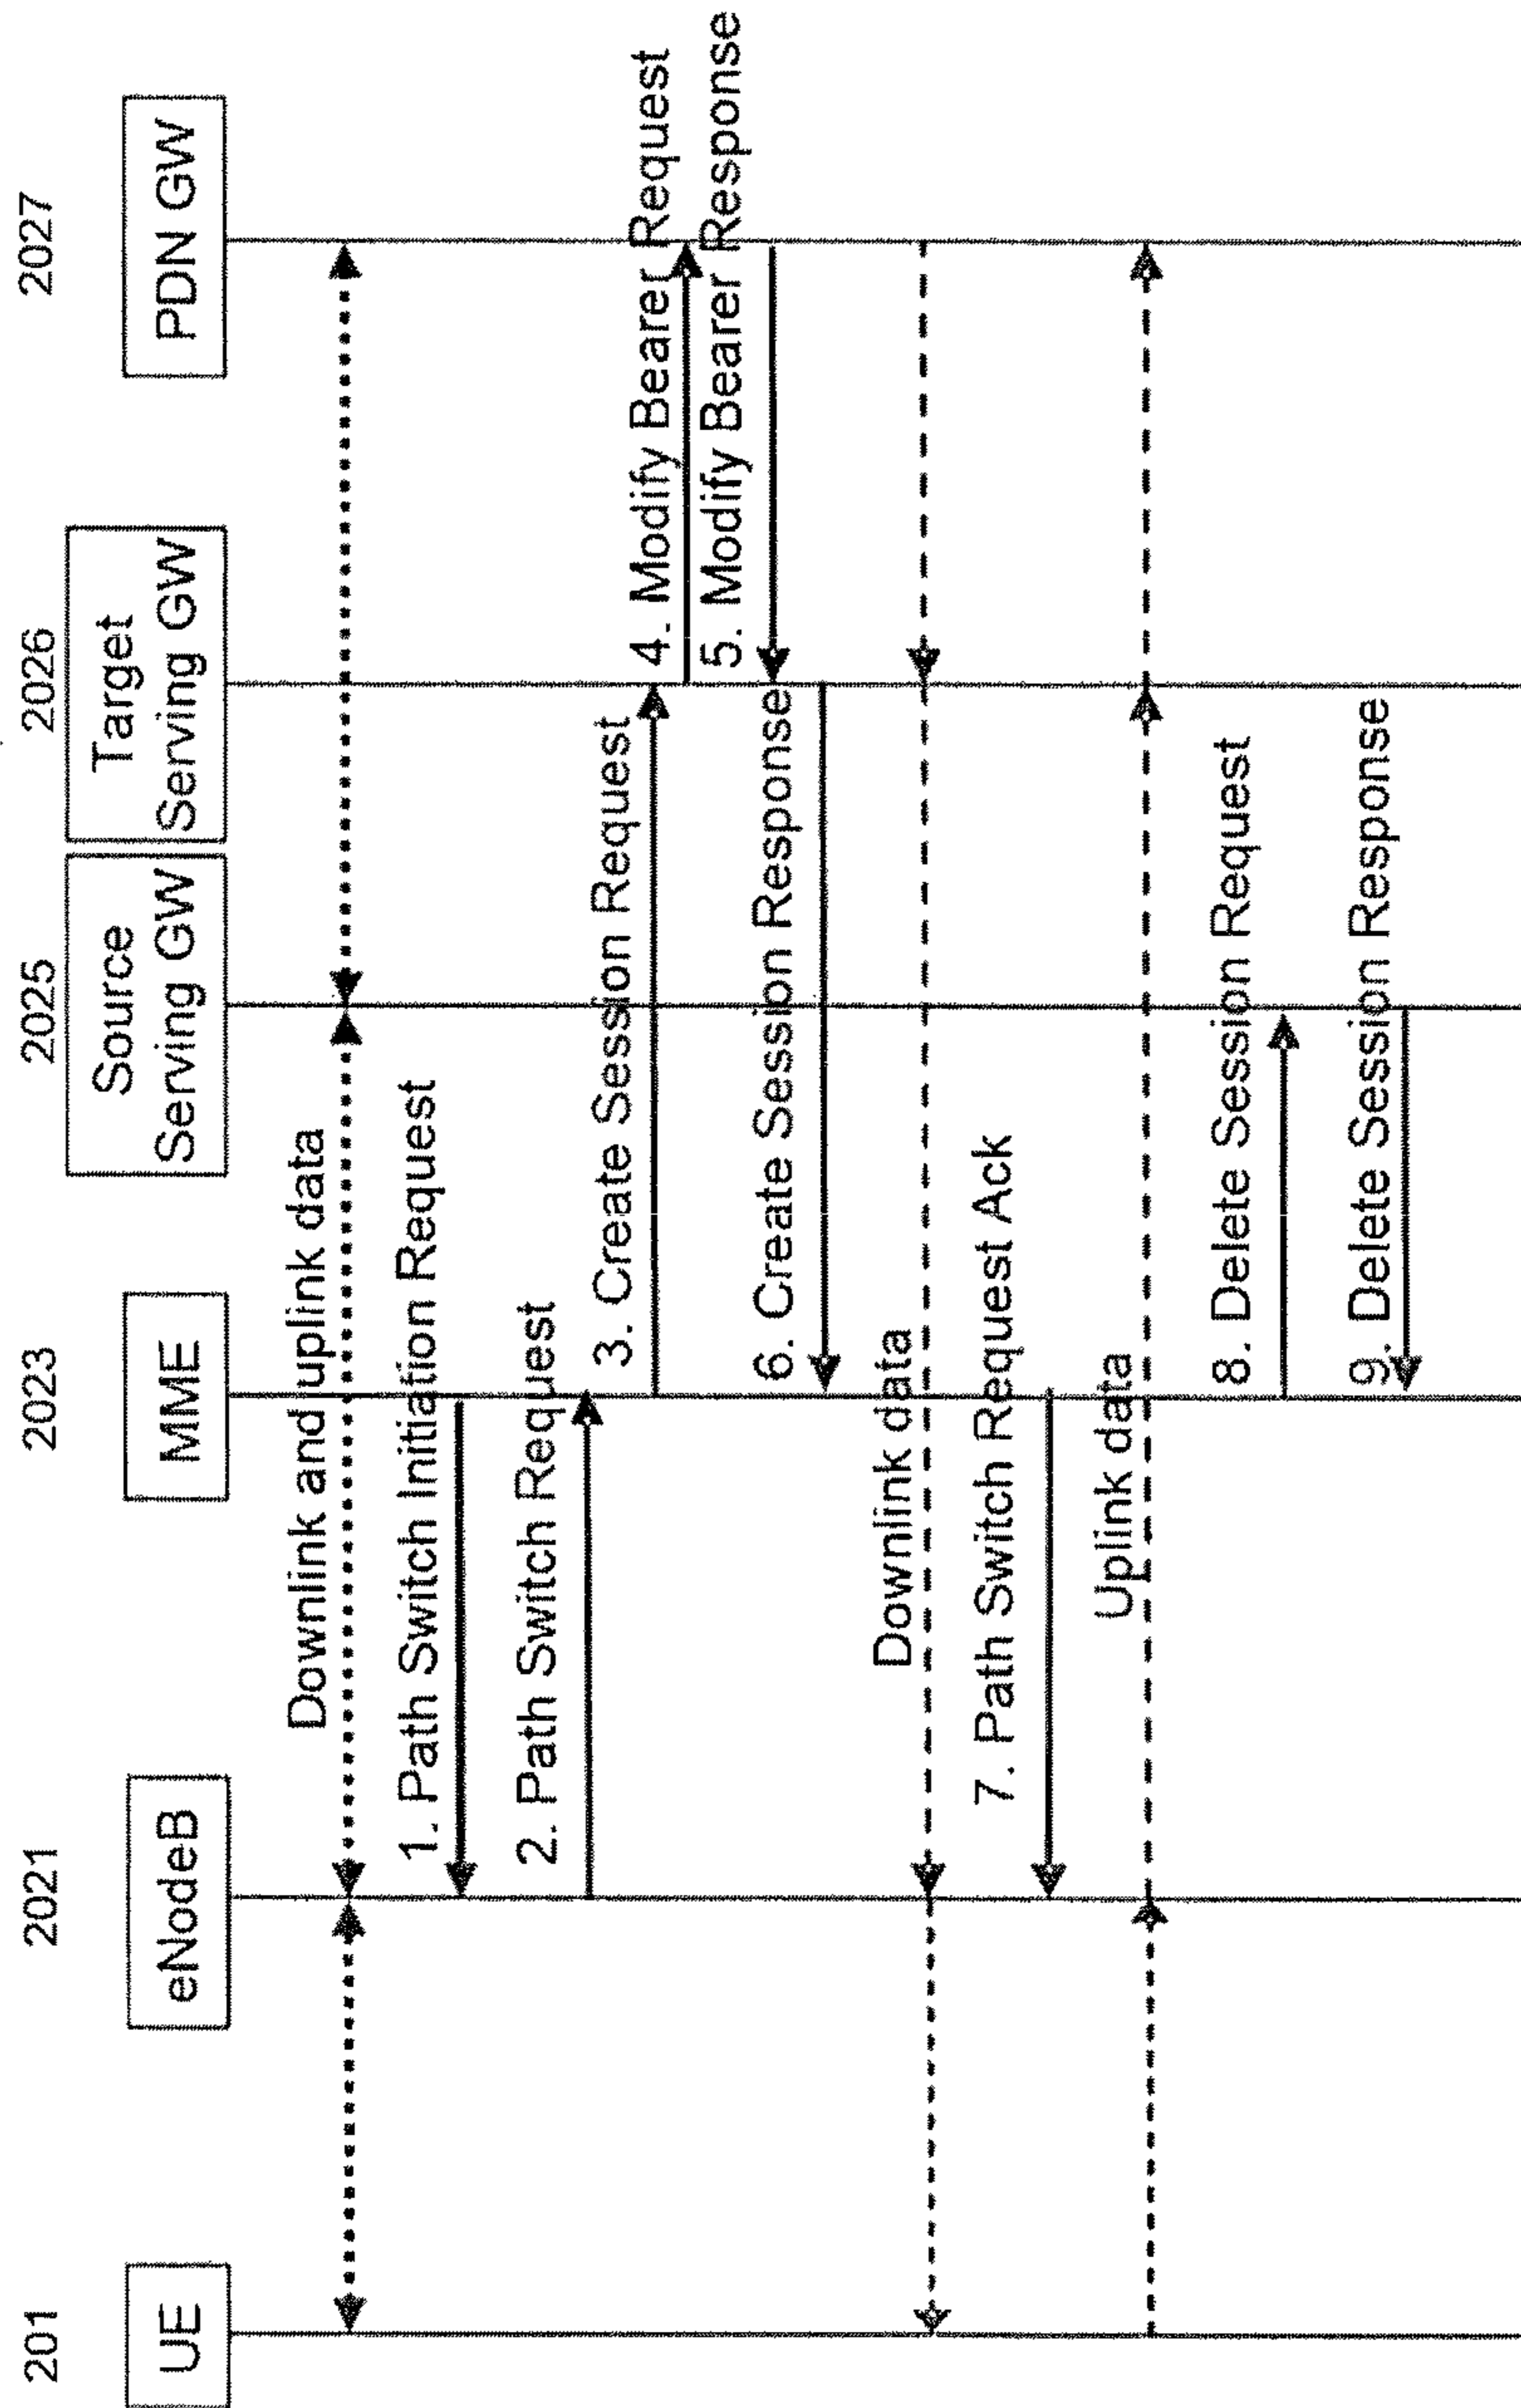 201
2021
2023
2025
2026
2027
UE
eNodeB
MME
Source
Serving GW
Target
Serving GW
PDN GW
Downlink and uplink data
1. Path Switch Initiation Request
2. Path Switch Request
3. Create Session Request
4. Modify Bearer Request
5. Modify Bearer Response
6. Create Session Response
Downlink data
7. Path Switch Request Ack
Uplink data
8. Delete Session Request
9. Delete Session Response